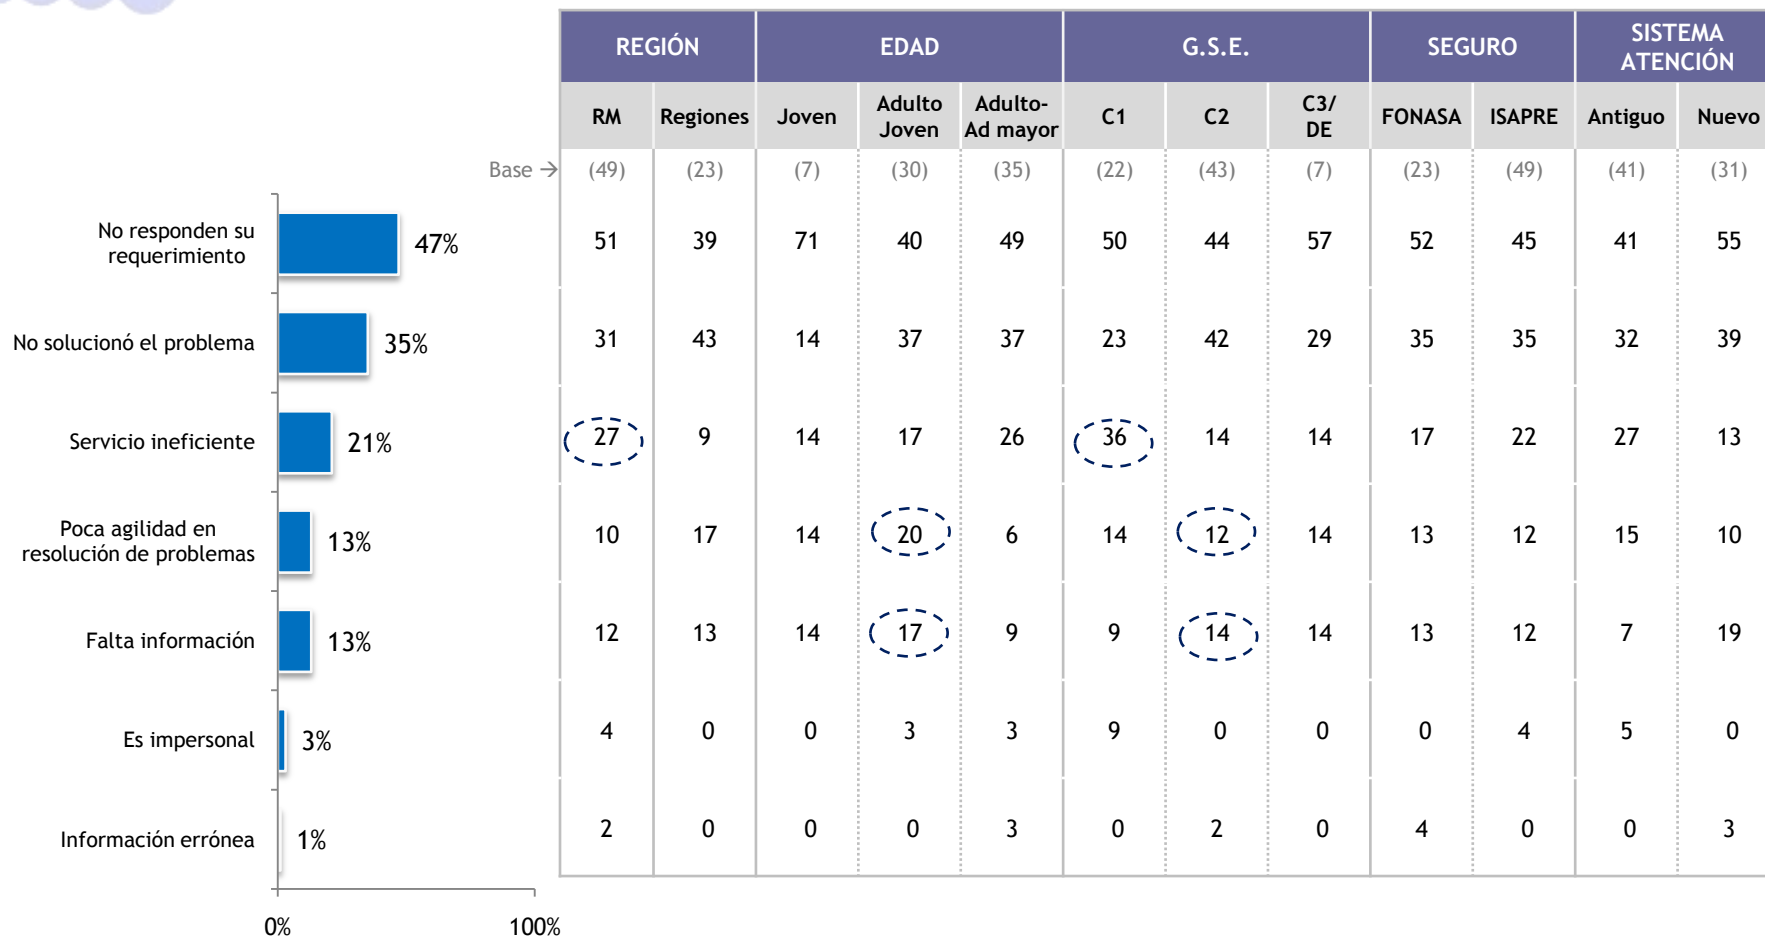 REGIÓN EDAD G.S.E. SEGURO SISTEMA
ATENCIÓN
RM Regiones Joven Adulto
Joven Adulto-
Ad mayor C1 C2 C3/
DE FONASA ISAPRE Antiguo Nuevo
Base → (49) (23) (7) (30) (35) (22) (43) (7) (23) (49) (41) (31)
No responden su
requerimiento 47% 51 39 71 40 49 50 44 57 52 45 41 55
No solucionó el problema 35% 31 43 14 37 37 23 42 29 35 35 32 39
Servicio ineficiente 21% 27 9 14 17 26 36 14 14 17 22 27 13
Poca agilidad en
resolución de problemas 13% 10 17 14 20 6 14 12 14 13 12 15 10
Falta información 13% 12 13 14 17 9 9 14 14 13 12 7 19
Es impersonal 3% 4 0 0 3 3 9 0 0 0 4 5 0
Información errónea 1% 2 0 0 0 3 0 2 0 4 0 0 3
0% 100%